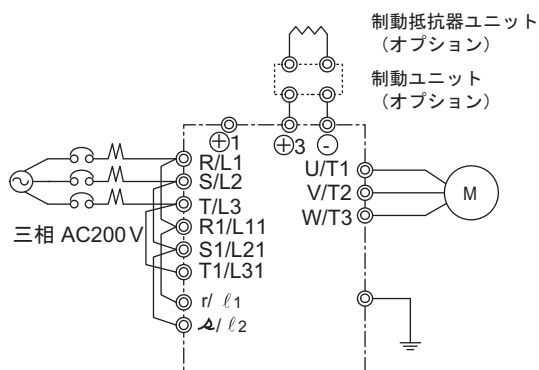 制動抵抗器ユニット
(オプション)
制動ユニット
(オプション)
⊕1
⊕3
⊖
R/L1
S/L2
T/L3
R1/L11
S1/L21
T1/L31
r/ ℓ1
s/ ℓ2
U/T1
V/T2
W/T3
M
三相 AC200 V